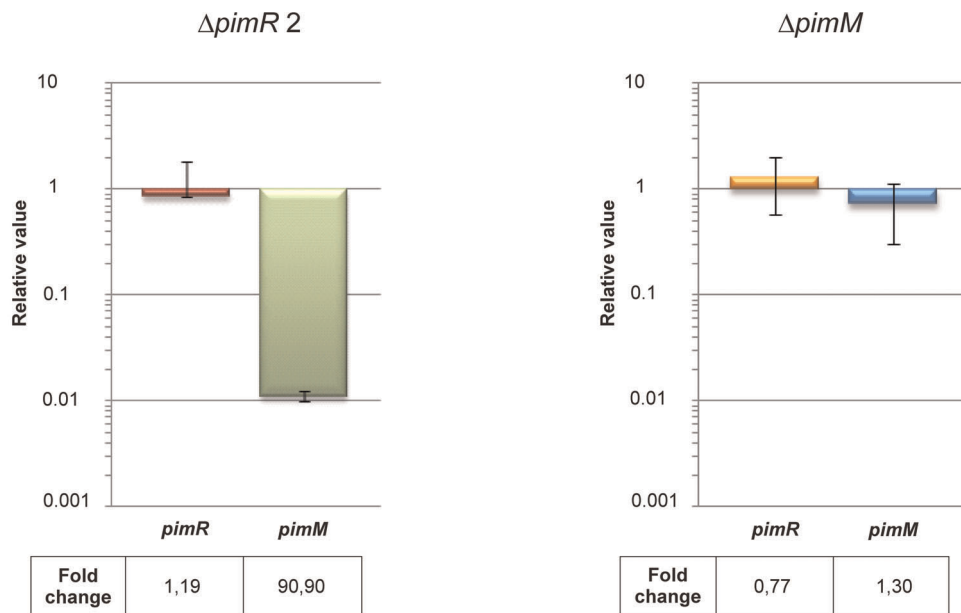 ΔpimR 2
10
1
0.1
0.01
0.001
Relative value
pimR pimM
Fold change 1,19 90,90
ΔpimM
10
1
0.1
0.01
0.001
Relative value
pimR pimM
Fold change 0,77 1,30